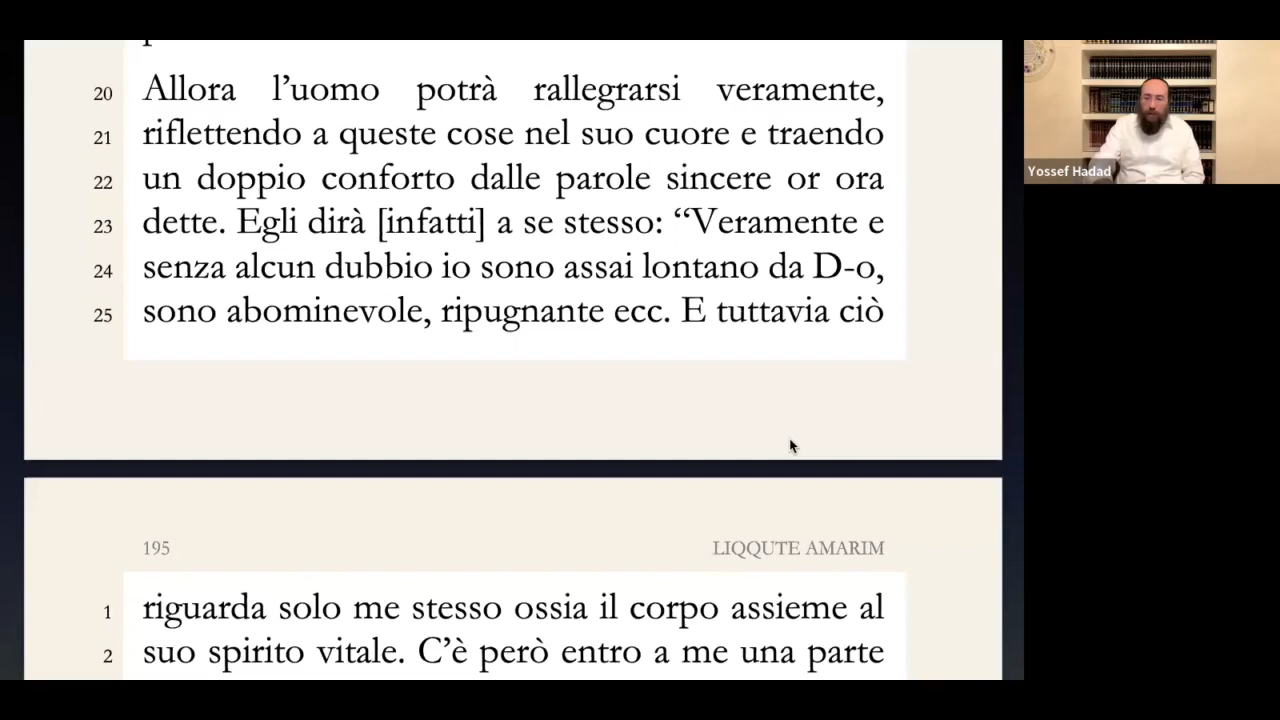 20 Allora l’uomo potrà rallegrarsi veramente,
21 riflettendo a queste cose nel suo cuore e traendo
22 un doppio conforto dalle parole sincere or ora
23 dette. Egli dirà [infatti] a se stesso: “Veramente e
24 senza alcun dubbio io sono assai lontano da D-o,
25 sono abominevole, ripugnante ecc. E tuttavia ciò
195 LIQQUTE AMARIM
1 riguarda solo me stesso ossia il corpo assieme al
2 suo spirito vitale. C’è però entro a me una parte
Yossef Hadad